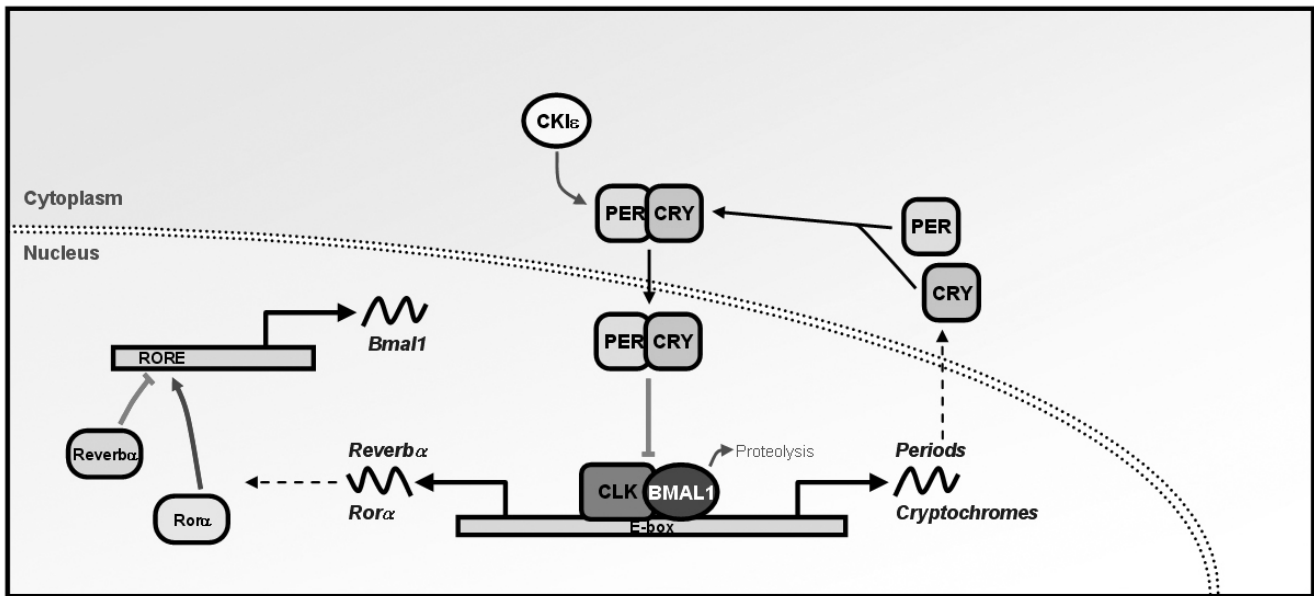 CKIε
Cytoplasm
PER CRY
PER
Nucleus
CRY
Bmal1
PER CRY
RORE
Reverbα
Reverbα
Proteolysis
Periods
CLK BMAL1
Rorα
Rorα
Cryptochromes
E-box